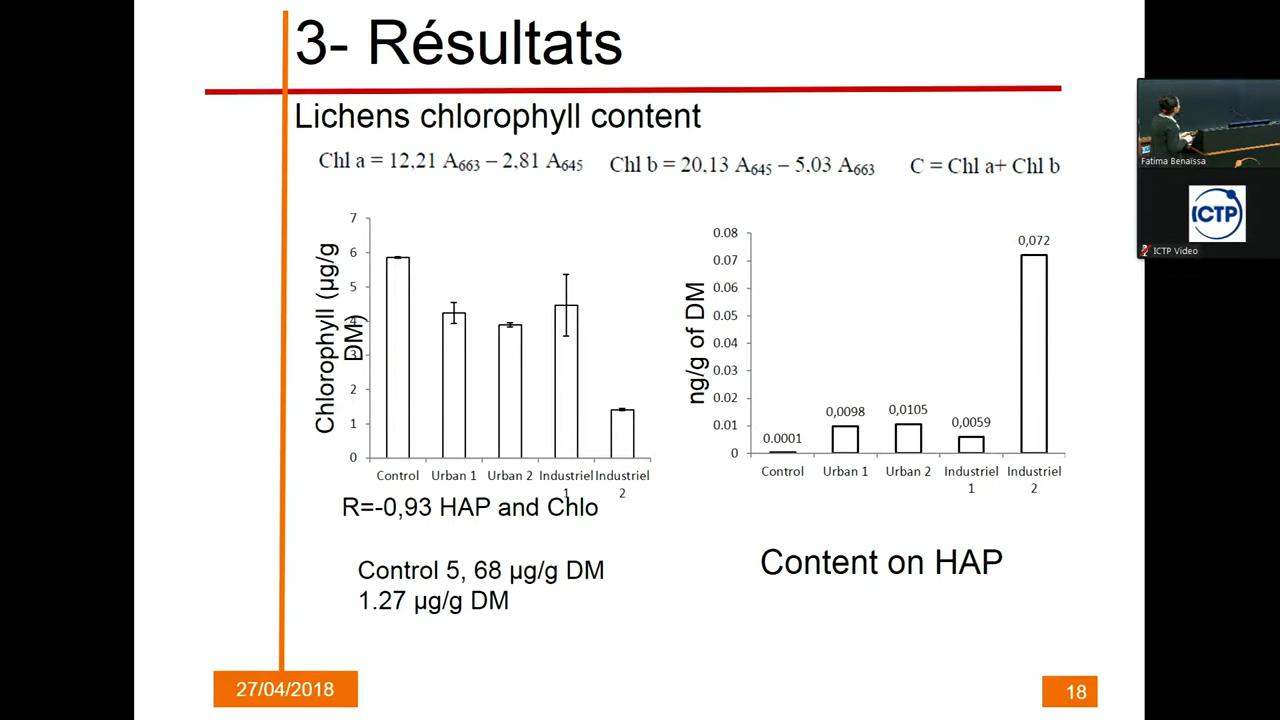 3- Résultats
Lichens chlorophyll content
Chl a = 12,21 A663 – 2,81 A645
Chl b = 20,13 A645 – 5,03 A663
C = Chl a+ Chl b
Chlorophyll (µg/g
DM)
7
6
5
4
3
2
1
0
Control
Urban 1
Urban 2
Industriel
1
Industriel
2
R=-0,93 HAP and Chlo
Control 5, 68 µg/g DM
1.27 µg/g DM
ng/g of DM
0.08
0.07
0.06
0.05
0.04
0.03
0.02
0.01
0
0.0001
0,0098
0,0105
0,0059
0,072
Control
Urban 1
Urban 2
Industriel
1
Industriel
2
Content on HAP
27/04/2018
18
Fatima Benaïssa
ICTP
ICTP Video